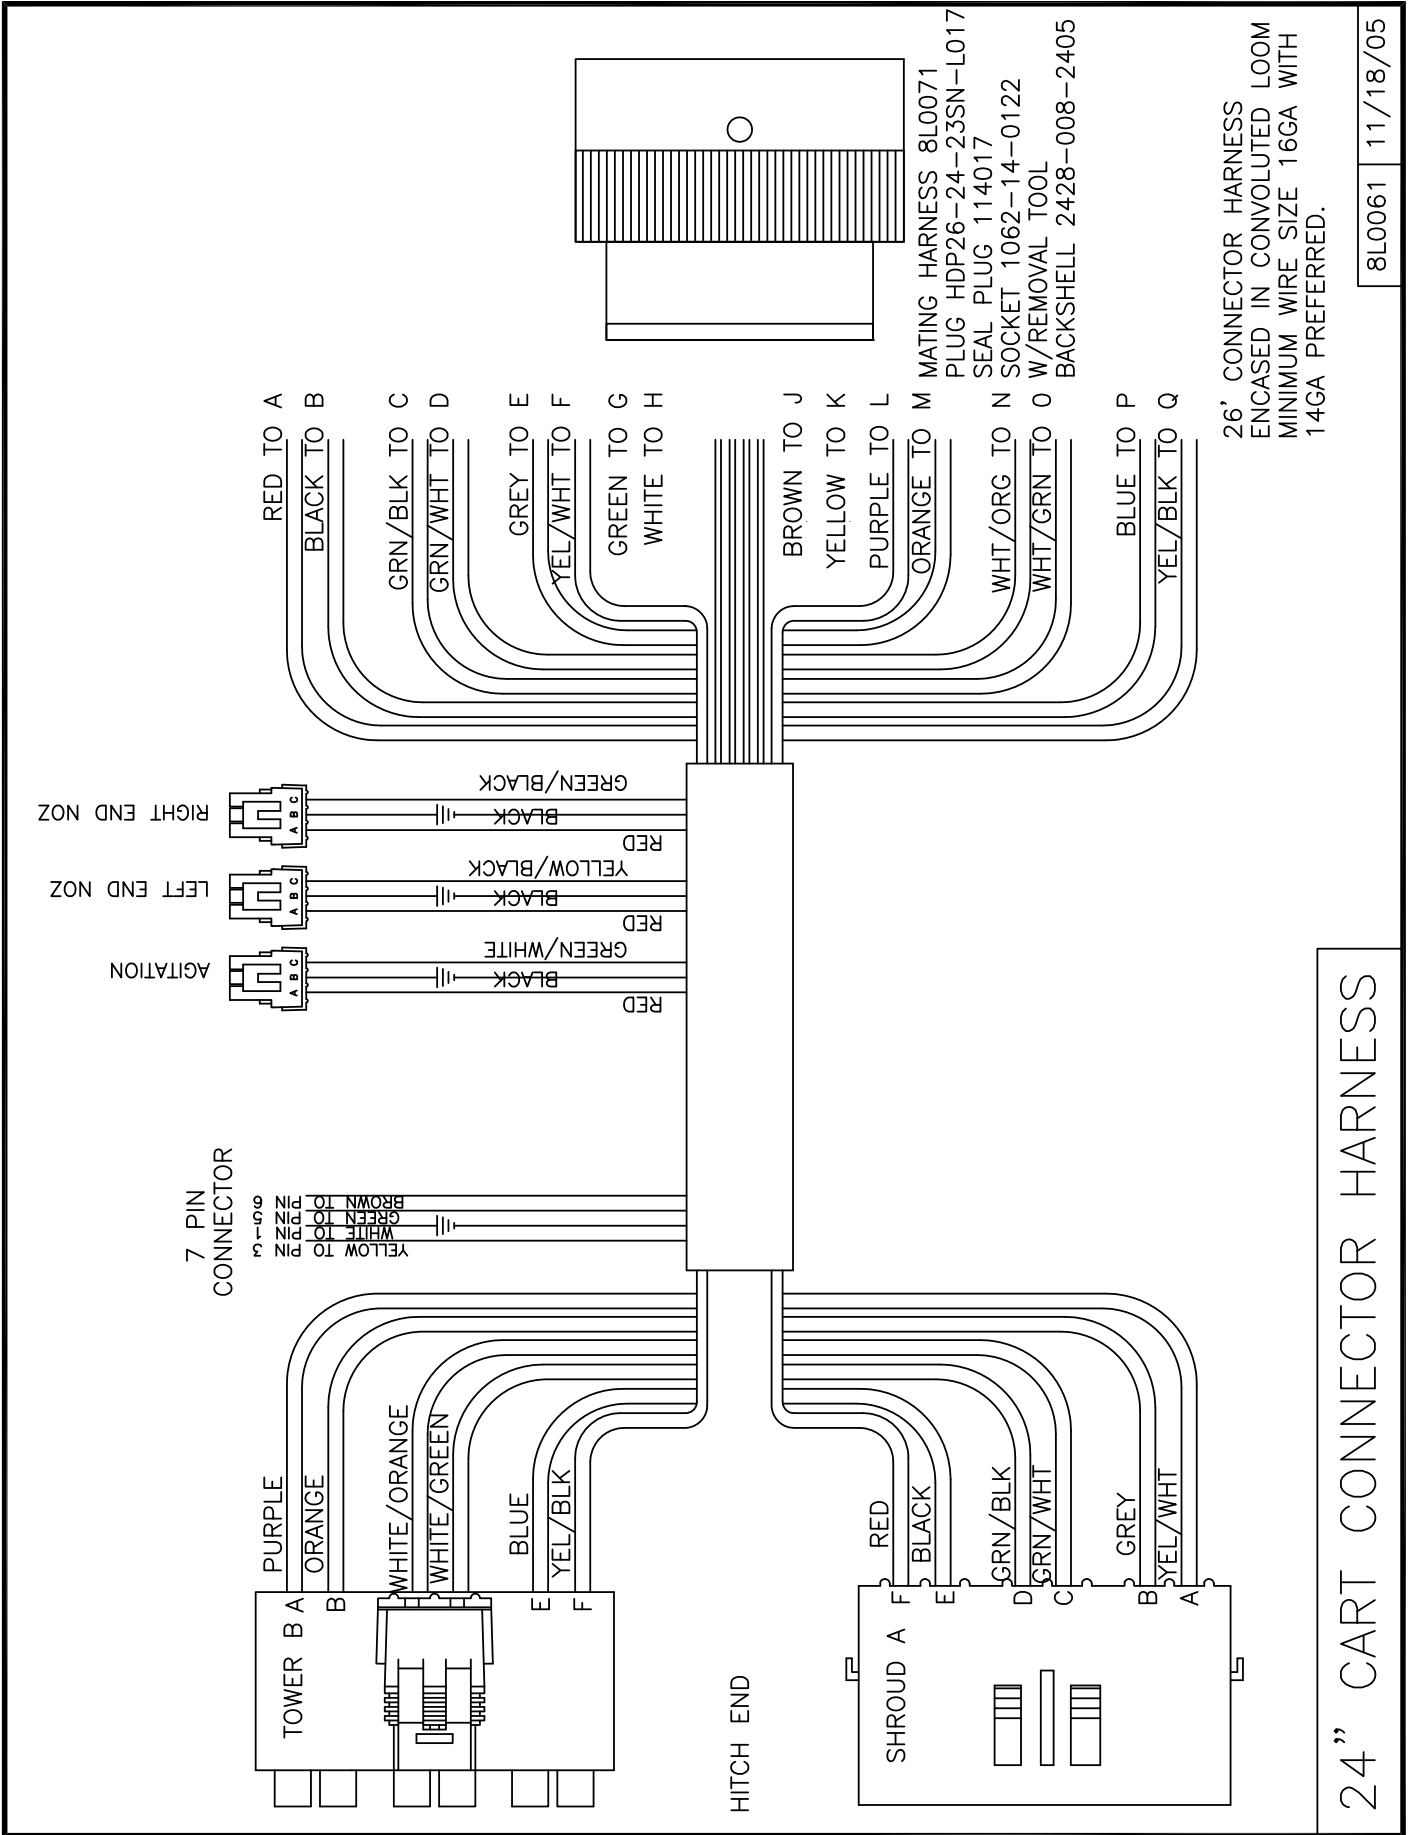 RED TO A
BLACK TO B
GRN/BLK TO C
GRN/WHT TO D
GREY TO E
YEL/WHT TO F
GREEN TO G
WHITE TO H
BROWN TO J
YELLOW TO K
PURPLE TO L
ORANGE TO M
WHT/ORG TO N
WHT/GRN TO O
BLUE TO P
YEL/BLK TO Q
MATING HARNESS 8L0071
PLUG HDP26-24-23SN-L017
SEAL PLUG 114017
SOCKET 1062-14-0122
W/REMOVAL TOOL
BACKSHELL 2428-008-2405
26' CONNECTOR HARNESS
ENCASED IN CONVOLUTED LOOM
MINIMUM WIRE SIZE 16GA WITH
14GA PREFERRED.
8L0061
11/18/05
RIGHT END NOZ
A B C
GREEN/BLACK
BLACK
RED
LEFT END NOZ
A B C
YELLOW/BLACK
BLACK
RED
AGITATION
A B C
GREEN/WHITE
BLACK
RED
7 PIN
CONNECTOR
BROWN TO PIN 6
GREEN TO PIN 5
WHITE TO PIN 1
YELLOW TO PIN 3
PURPLE
ORANGE
WHITE/ORANGE
WHITE/GREEN
BLUE
YEL/BLK
TOWER B
A
B
E
F
HITCH END
RED
BLACK
GRN/BLK
GRN/WHT
GREY
YEL/WHT
SHROUD A
F
E
D
C
B
A
24" CART CONNECTOR HARNESS